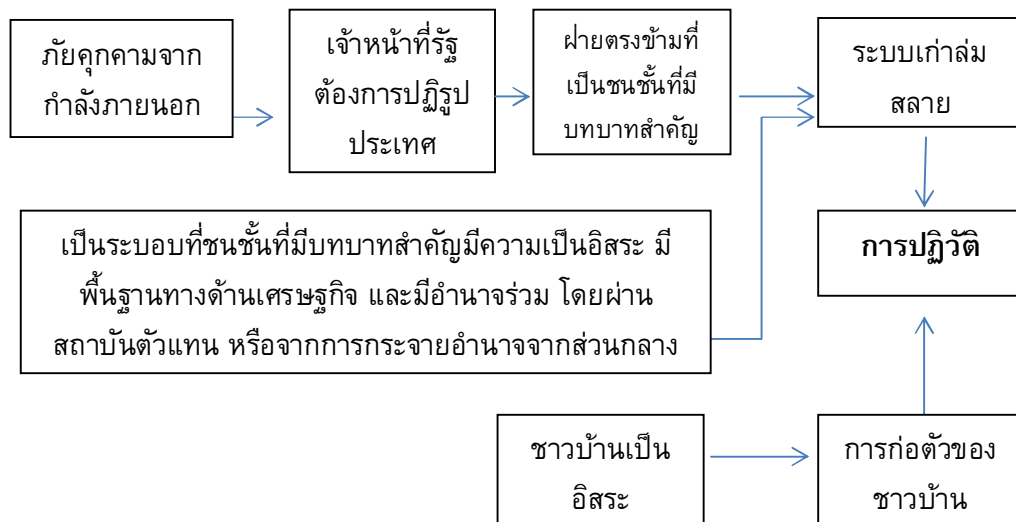 ภัยคุกคามจาก
กำลังภายนอก
เจ้าหน้าที่รัฐ
ต้องการปฏิรูป
ประเทศ
ฝ่ายตรงข้ามที่
เป็นชนชั้นที่มี
บทบาทสำคัญ
ระบบเก่าล่ม
สลาย
เป็นระบอบที่ชนชั้นที่มีบทบาทสำคัญมีความเป็นอิสระ มี
พื้นฐานทางด้านเศรษฐกิจ และมีอำนาจร่วม โดยผ่าน
สถาบันตัวแทน หรือจากการกระจายอำนาจจากส่วนกลาง
การปฏิวัติ
ชาวบ้านเป็น
อิสระ
การก่อตัวของ
ชาวบ้าน